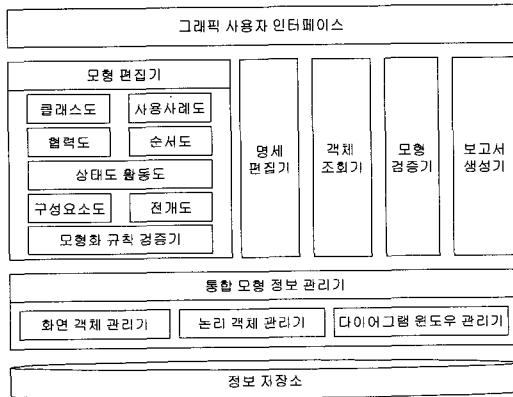 그래픽 사용자 인터페이스
모형 편집기
클래스도
사용사례도
협력도
순서도
상태도 활동도
구성요소도
전개도
모형화 규칙 검증기
명세
편집기
객체
조회기
모형
검증기
보고서
생성기
통합 모형 정보 관리기
화면 객체 관리기
논리 객체 관리기
다이어그램 윈도우 관리기
정보 저장소